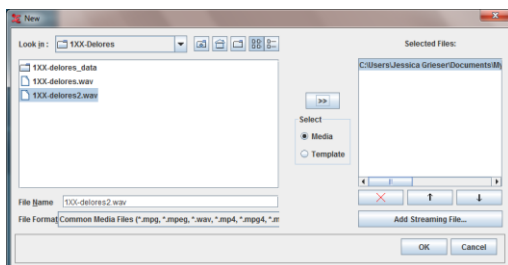 New
Look in: 1XX-Delores
Selected Files:
1XX-delores_data
1XX-delores.wav
1XX-delores2.wav
C:\Users\Jessica Grieser\Documents\My
>>
Select
Media
Template
File Name 1XX-delores2.wav
File Format Common Media Files (*.mpg, *.mpeg, *.wav, *.mp4, *.mpg4, *.m
Add Streaming File...
OK Cancel